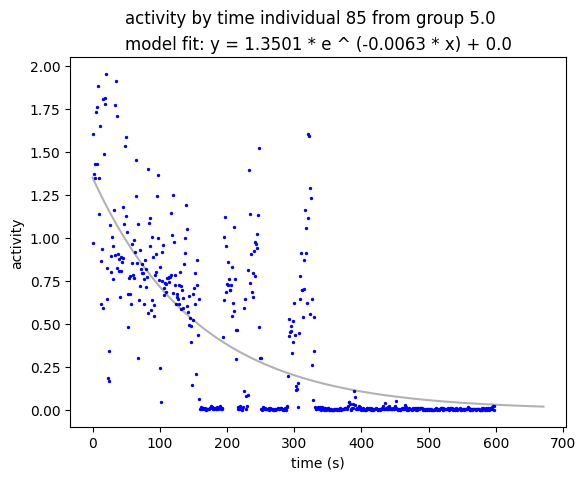 activity by time individual 85 from group 5.0
model fit: y = 1.3501 * e ^ (-0.0063 * x) + 0.0
2.00
1.75
1.50
1.25
1.00
0.75
0.50
0.25
0.00
activity
0 100 200 300 400 500 600 700
time (s)